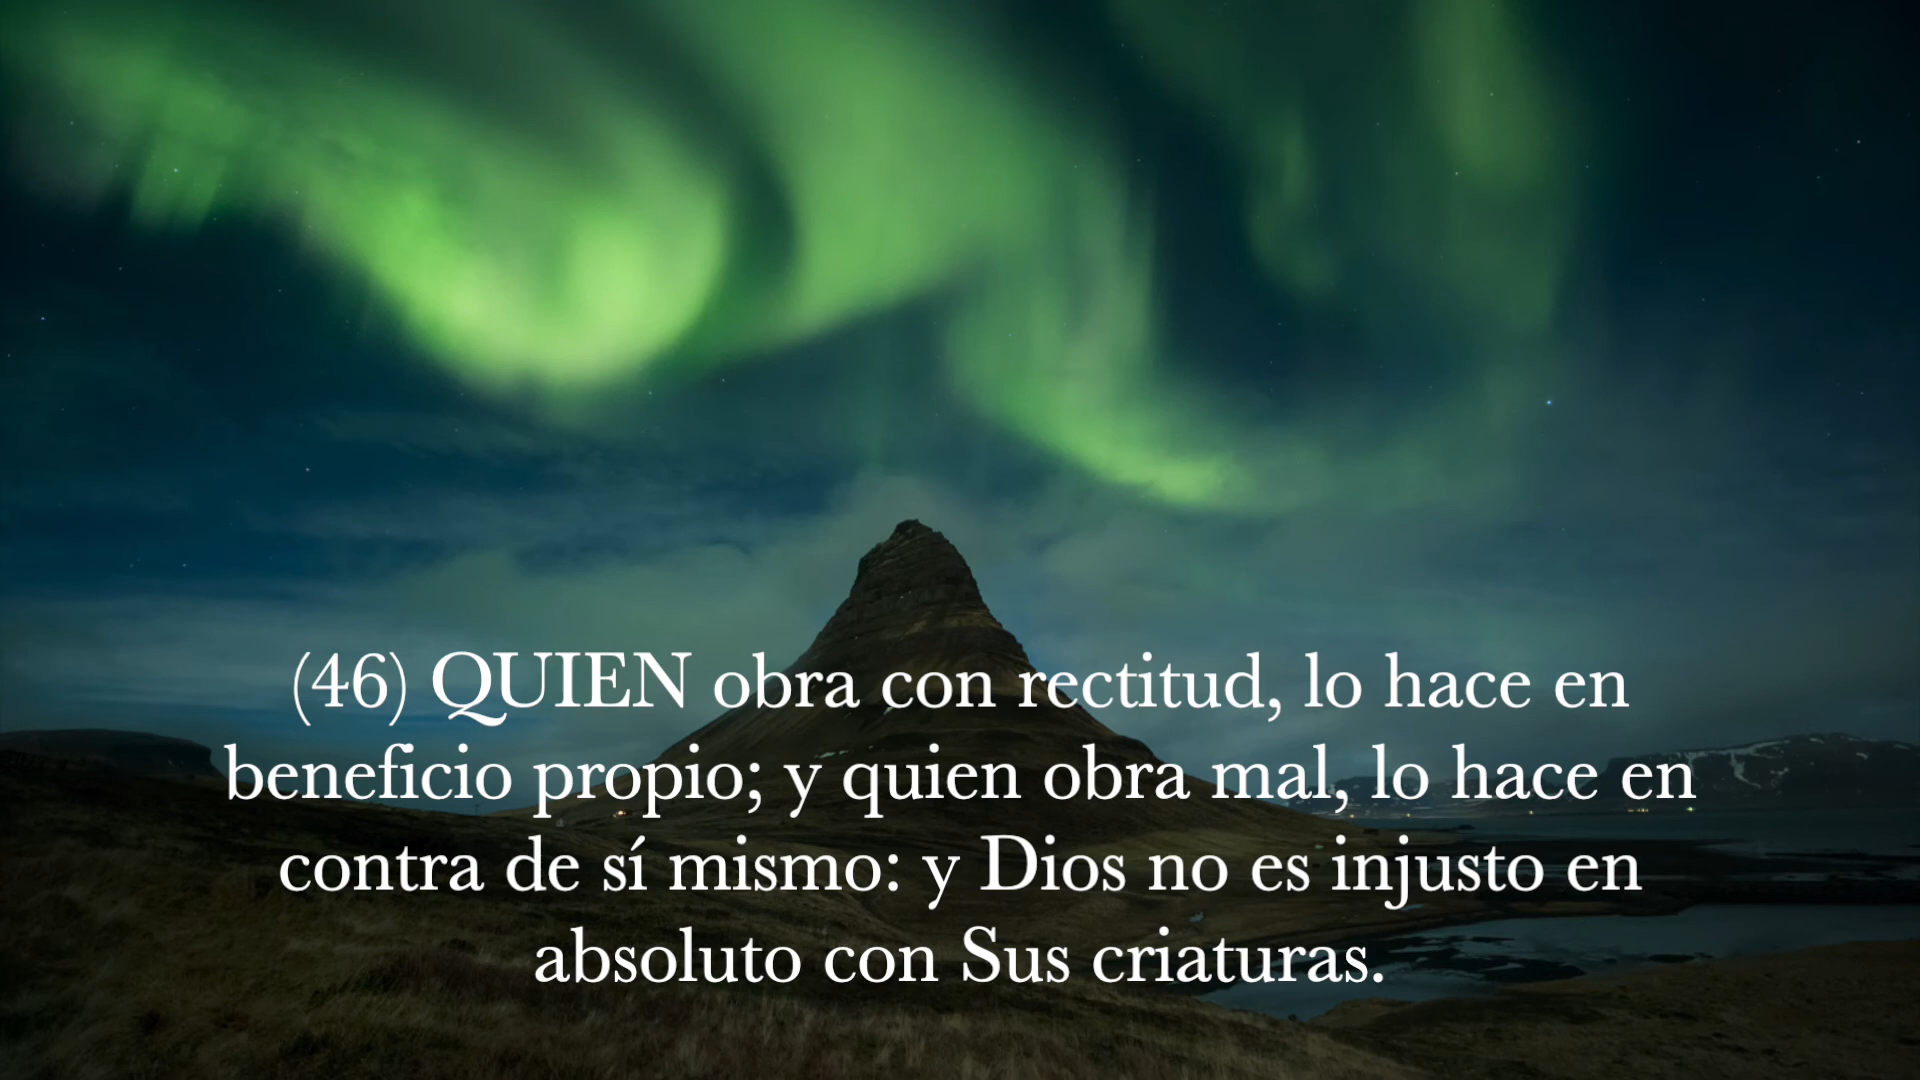 (46) QUIEN obra con rectitud, lo hace en
beneficio propio; y quien obra mal, lo hace en
contra de sí mismo: y Dios no es injusto en
absoluto con Sus criaturas.